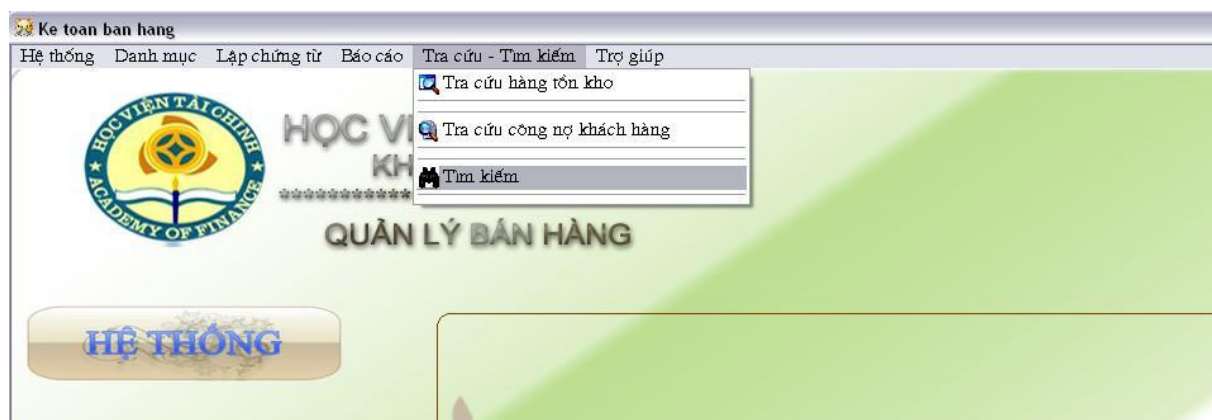 Ke toan ban hang
Hệ thống Danh mục Lập chứng từ Báo cáo Tra cứu - Tìm kiếm Trợ giúp
Tra cứu hàng tồn kho
Tra cứu công nợ khách hàng
Tìm kiếm
HỌC VIỆN TÀI CHÍNH
ACADEMY OF FINANCE
HỌC VI
KH
************
QUẢN LÝ BÁN HÀNG
HỆ THỐNG